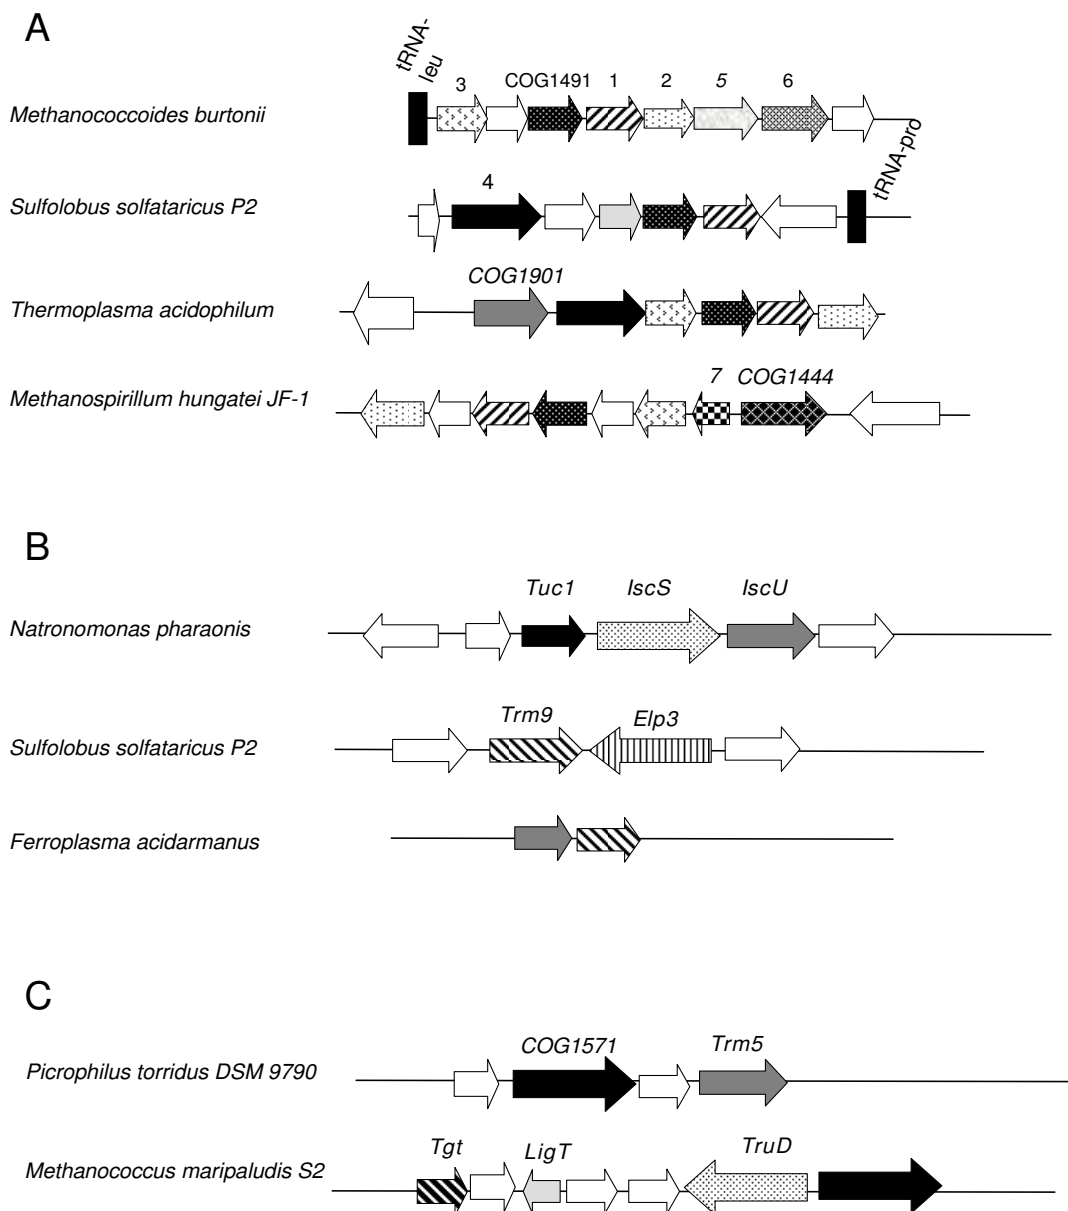 A
tRNA-
leu
3 COG1491 1 2 5 6
Methanococcoides burtonii
tRNA-pro
4
Sulfolobus solfataricus P2
COG1901
Thermoplasma acidophilum
7 COG1444
Methanospirillum hungatei JF-1
B
Tuc1 IscS IscU
Natronomonas pharaonis
Trm9 Elp3
Sulfolobus solfataricus P2
Ferroplasma acidarmanus
C
COG1571 Trm5
Picrophilus torridus DSM 9790
Tgt LigT TruD
Methanococcus maripaludis S2